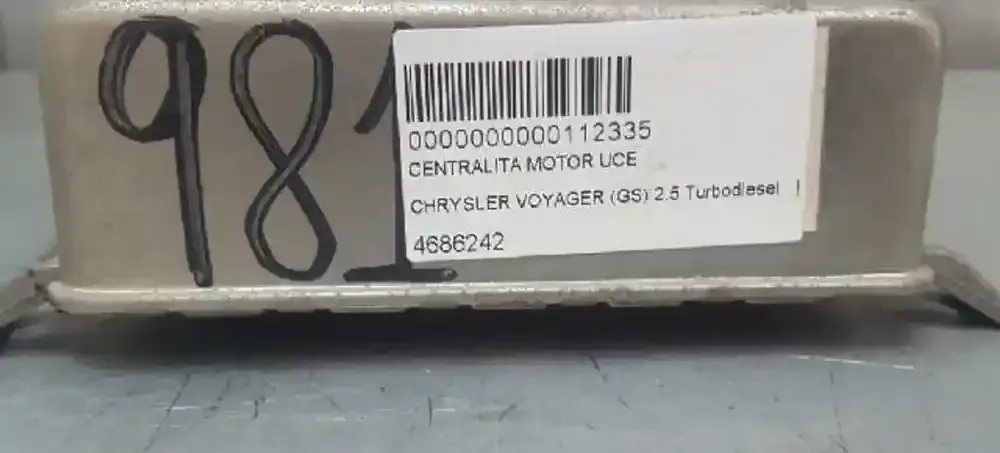 981
0000000000112335
CENTRALITA MOTOR UCE
CHRYSLER VOYAGER (GS) 2.5 Turbodiesel
4686242